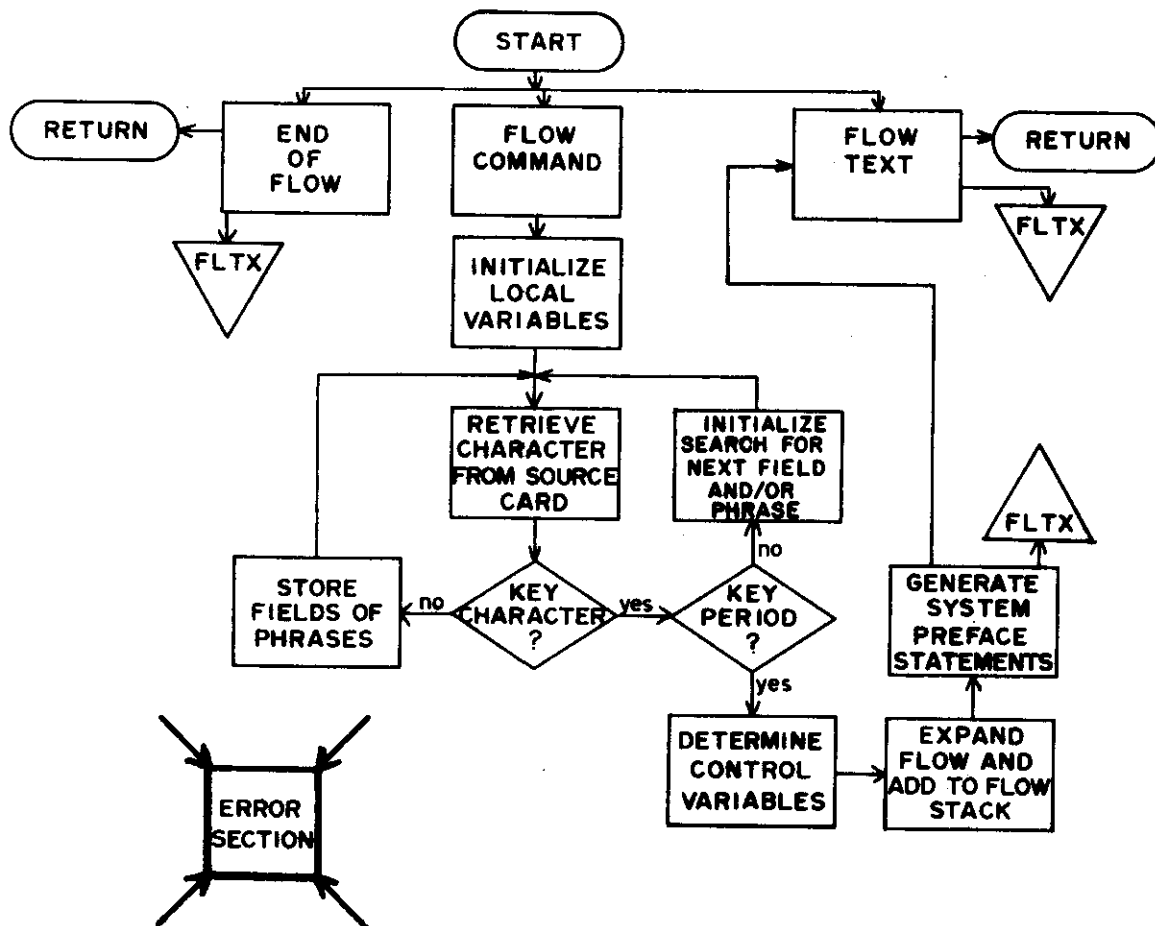 START
RETURN
END
OF
FLOW
FLOW
COMMAND
FLOW
TEXT
RETURN
FLTX
FLTX
INITIALIZE
LOCAL
VARIABLES
RETRIEVE
CHARACTER
FROM SOURCE
CARD
INITIALIZE
SEARCH FOR
NEXT FIELD
AND/OR
PHRASE
FLTX
STORE
FIELDS OF
PHRASES
no
KEY
CHARACTER
?
yes
no
KEY
PERIOD
?
yes
GENERATE
SYSTEM
PREFACE
STATEMENTS
DETERMINE
CONTROL
VARIABLES
EXPAND
FLOW AND
ADD TO FLOW
STACK
ERROR
SECTION